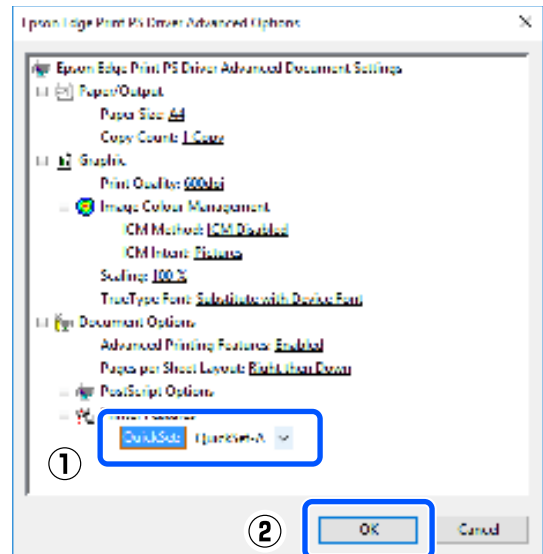 Epson Edge Print PS Driver Advanced Options
Epson Edge Print PS Driver Advanced Document Settings
Paper/Output
Paper Size: A4
Copy Count: 1 Copy
Graphic
Print Quality: 600dpi
Image Colour Management
ICM Method: ICM Disabled
ICM Intent: Pictures
Scaling: 100 %
TrueType Font: Substitute with Device Font
Document Options
Advanced Printing Features: Enabled
Pages per Sheet Layout: Right then Down
PostScript Options
Features
QuickSet: QuickSet-A
①
② OK Cancel